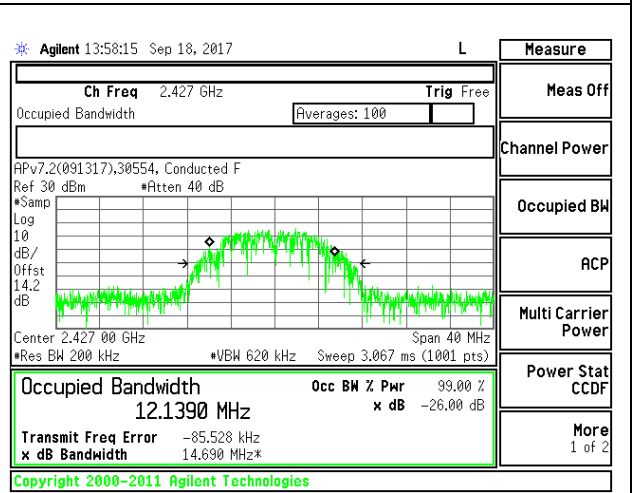 Agilent 13:58:15 Sep 18, 2017 L
Measure
Ch Freq 2.427 GHz Trig Free
Meas Off
Occupied Bandwidth Averages: 100
Channel Power
APv7.2(091317),30554, Conducted F
Ref 30 dBm #Atten 40 dB
#Samp
Occupied BW
Log
10
dB/
ACP
Offst
14.2
dB
Multi Carrier
Power
Center 2.427 00 GHz Span 40 MHz
#Res BW 200 kHz #VBW 620 kHz Sweep 3.067 ms (1001 pts)
Power Stat
CCDF
Occupied Bandwidth Occ BW % Pwr 99.00 %
12.1390 MHz x dB -26.00 dB
More
1 of 2
Transmit Freq Error -85.528 kHz
x dB Bandwidth 14.690 MHz*
Copyright 2000-2011 Agilent Technologies